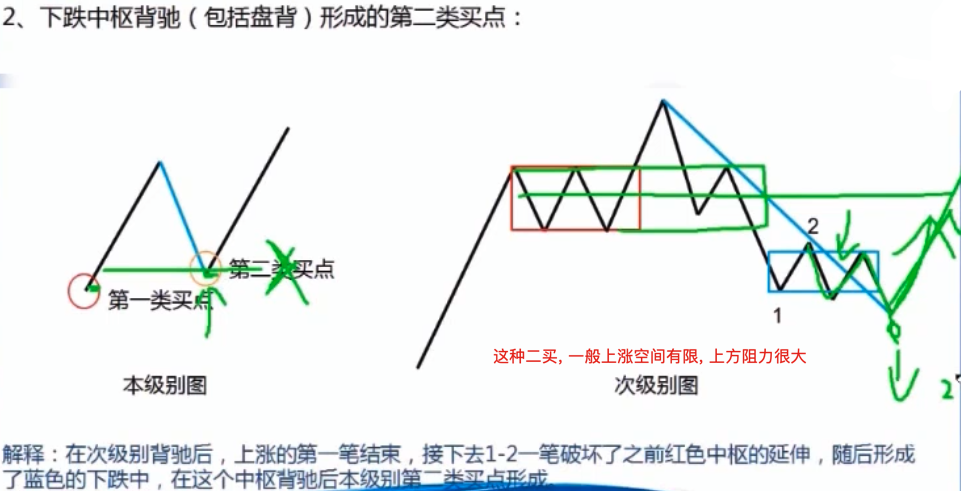 2、下跌中枢背驰（包括盘背）形成的第二类买点：
2
第二类买点
第一类买点
1
这种二买, 一般上涨空间有限, 上方阻力很大
本级别图
次级别图
2
解释：在次级别背驰后，上涨的第一笔结束，接下去1-2一笔破坏了之前红色中枢的延伸，随后形成
了蓝色的下跌中，在这个中枢背驰后本级别第二类买点形成.